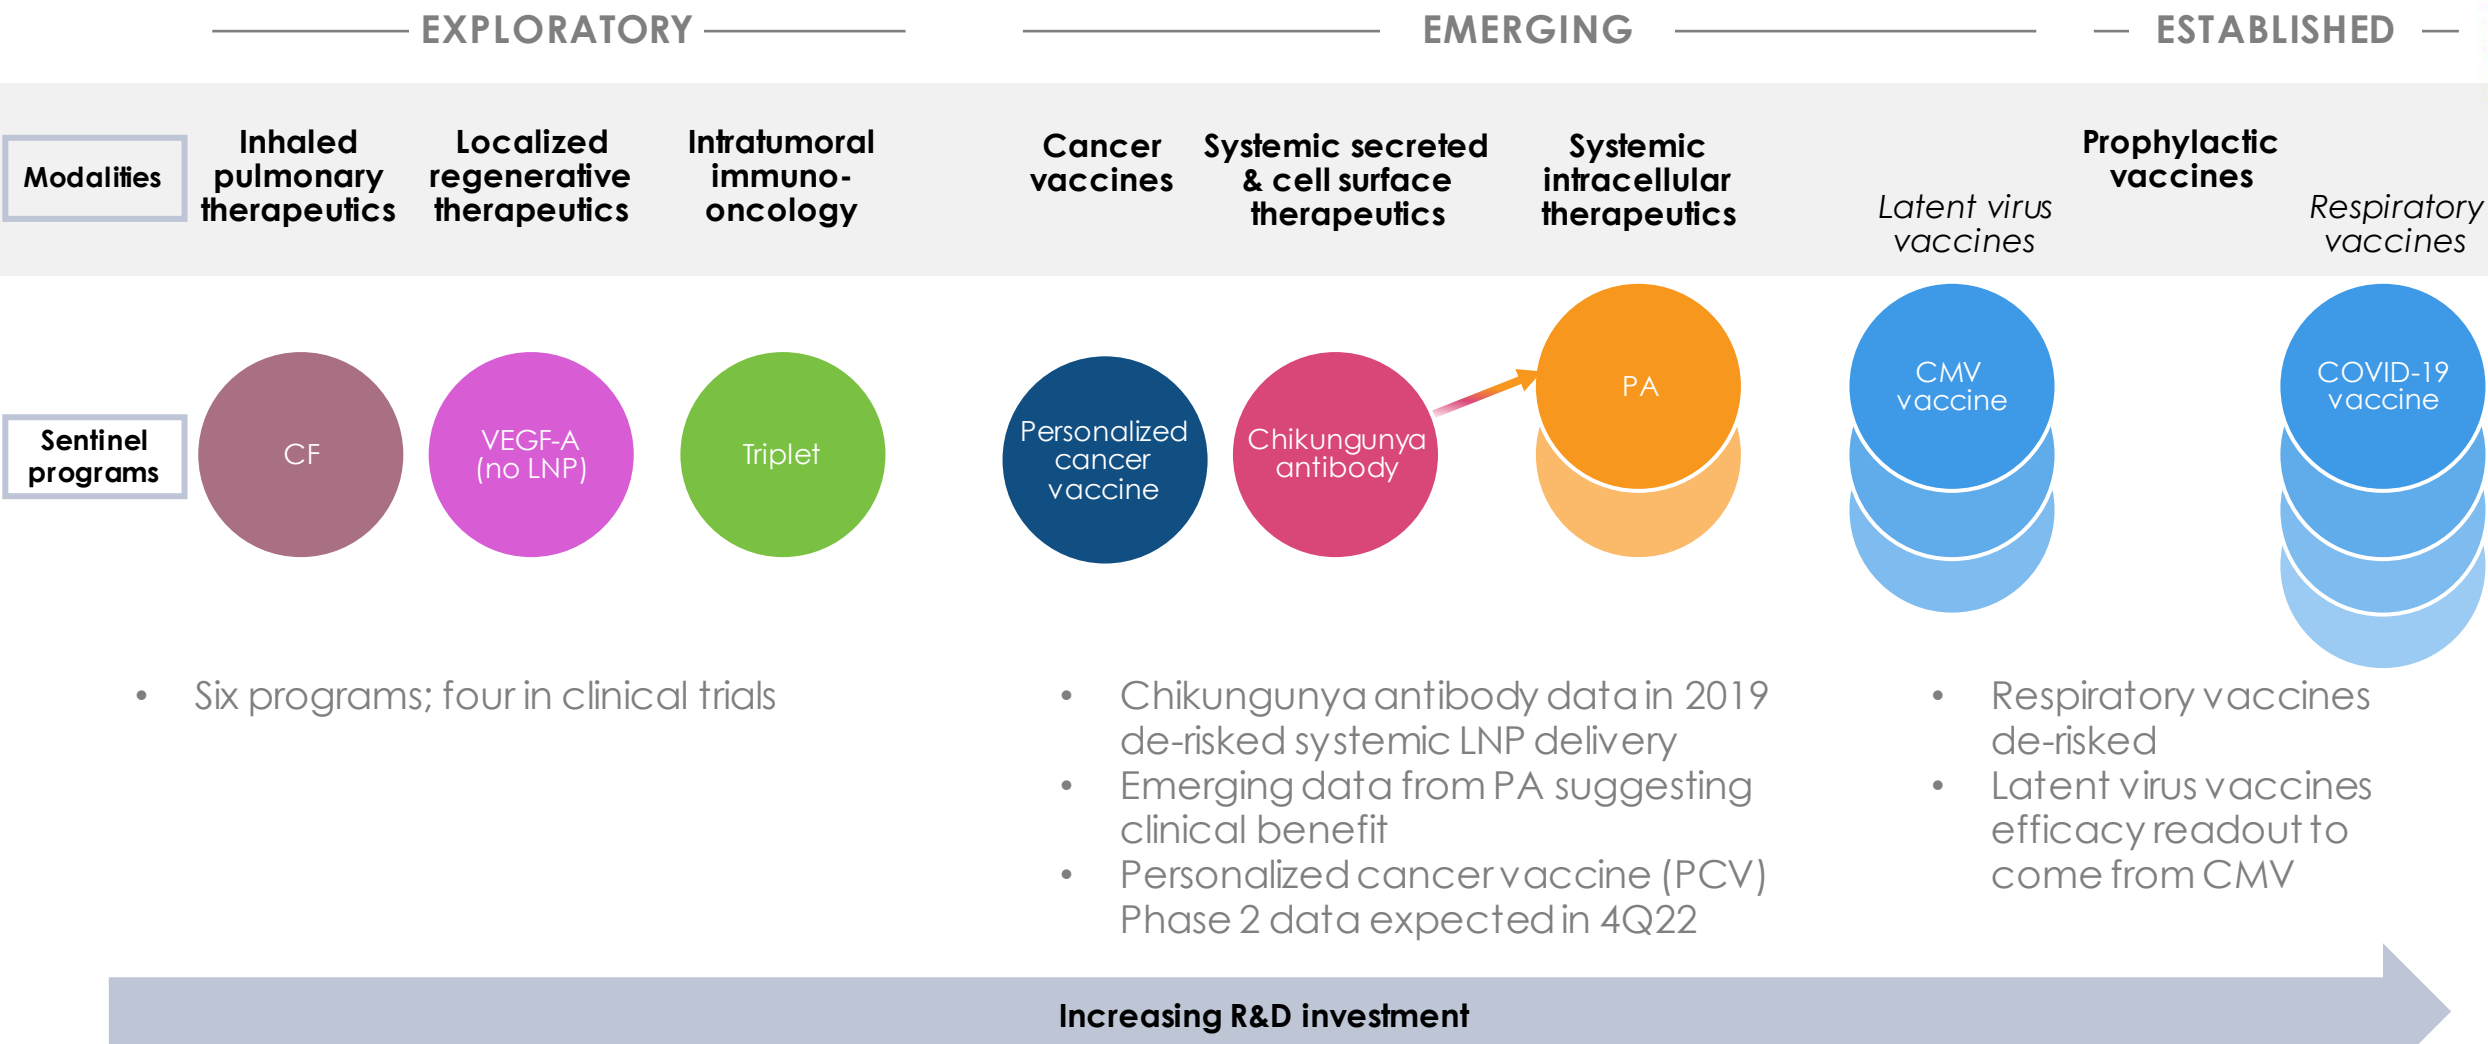 EXPLORATORY
EMERGING
ESTABLISHED
Modalities
Inhaled
pulmonary
therapeutics
Localized
regenerative
therapeutics
Intratumoral
immuno-
oncology
Cancer
vaccines
Systemic secreted
& cell surface
therapeutics
Systemic
intracellular
therapeutics
Prophylactic
vaccines
Latent virus
vaccines
Respiratory
vaccines
Sentinel
programs
CF
VEGF-A
(no LNP)
Triplet
Personalized
cancer
vaccine
Chikungunya
antibody
PA
CMV
vaccine
COVID-19
vaccine
• Six programs; four in clinical trials
• Chikungunya antibody data in 2019
de-risked systemic LNP delivery
• Emerging data from PA suggesting
clinical benefit
• Personalized cancer vaccine (PCV)
Phase 2 data expected in 4Q22
• Respiratory vaccines
de-risked
• Latent virus vaccines
efficacy readout to
come from CMV
Increasing R&D investment